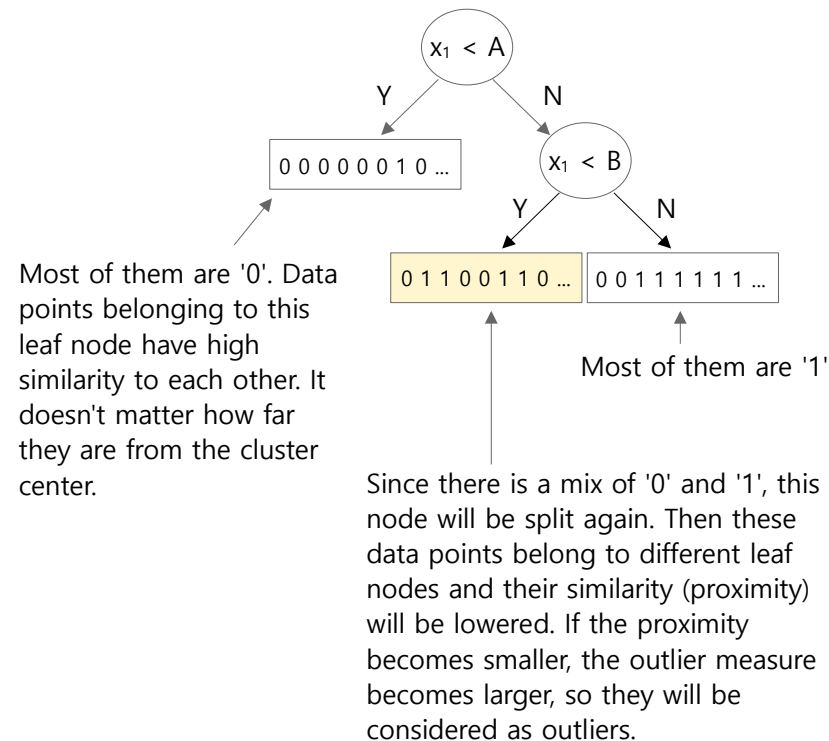 x₁ < A
Y
N
0 0 0 0 0 0 1 0 ...
x₁ < B
Y
N
0 1 1 0 0 1 1 0 ...
0 0 1 1 1 1 1 1 ...
Most of them are '0'. Data
points belonging to this
leaf node have high
similarity to each other. It
doesn't matter how far
they are from the cluster
center.
Most of them are '1'
Since there is a mix of '0' and '1', this
node will be split again. Then these
data points belong to different leaf
nodes and their similarity (proximity)
will be lowered. If the proximity
becomes smaller, the outlier measure
becomes larger, so they will be
considered as outliers.